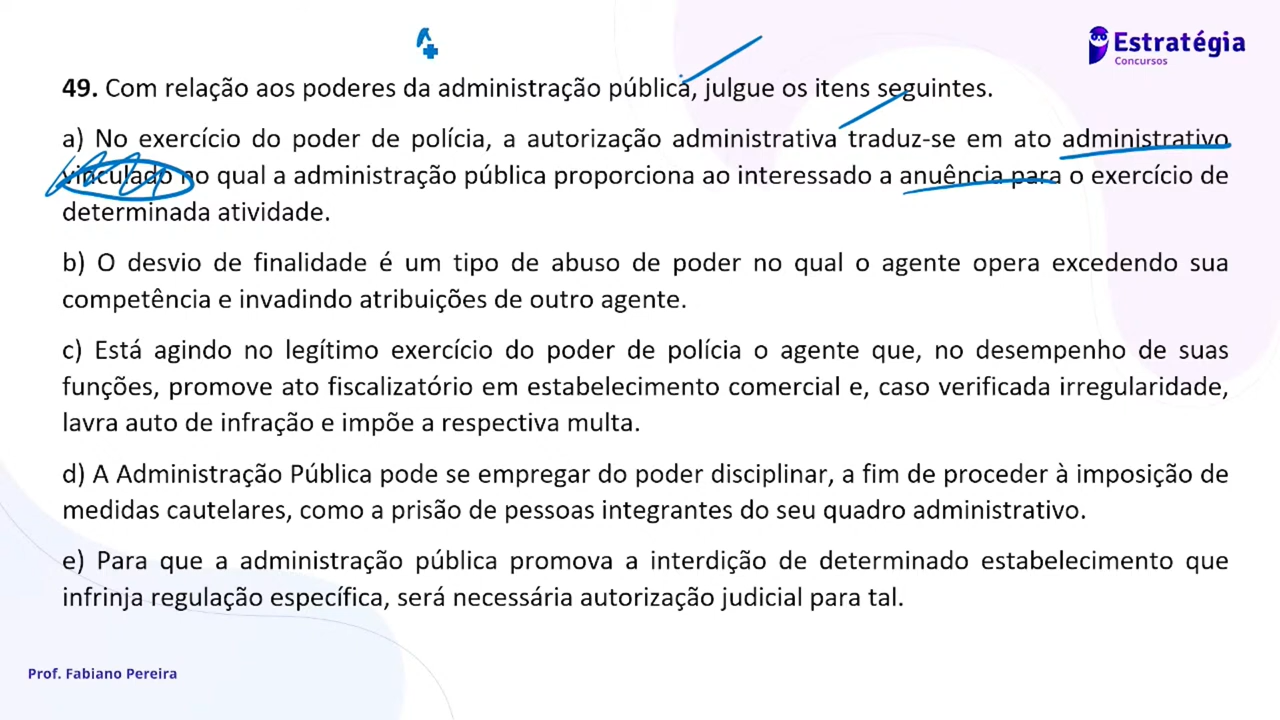 Estratégia
Concursos
49. Com relação aos poderes da administração pública, julgue os itens seguintes.
a) No exercício do poder de polícia, a autorização administrativa traduz-se em ato administrativo
vinculado no qual a administração pública proporciona ao interessado a anuência para o exercício de
determinada atividade.
b) O desvio de finalidade é um tipo de abuso de poder no qual o agente opera excedendo sua
competência e invadindo atribuições de outro agente.
c) Está agindo no legítimo exercício do poder de polícia o agente que, no desempenho de suas
funções, promove ato fiscalizatório em estabelecimento comercial e, caso verificada irregularidade,
lavra auto de infração e impõe a respectiva multa.
d) A Administração Pública pode se empregar do poder disciplinar, a fim de proceder à imposição de
medidas cautelares, como a prisão de pessoas integrantes do seu quadro administrativo.
e) Para que a administração pública promova a interdição de determinado estabelecimento que
infrinja regulação específica, será necessária autorização judicial para tal.
Prof. Fabiano Pereira